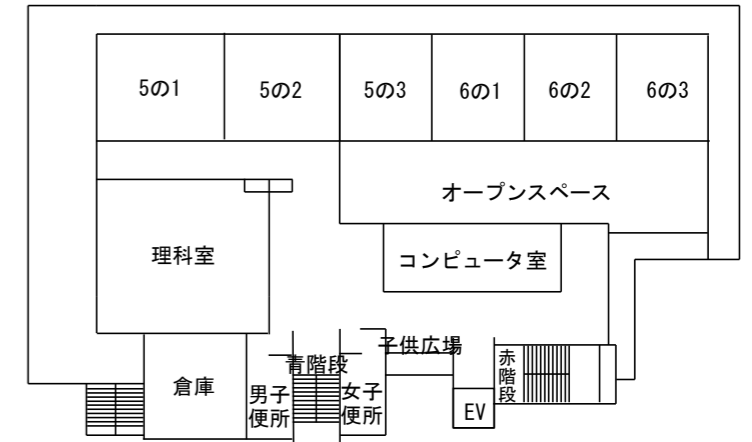 5の1
5の2
5の3
6の1
6の2
6の3
オープンスペース
理科室
コンピュータ室
子供広場
青階段
赤階段
倉庫
男子
便所
女子
便所
EV